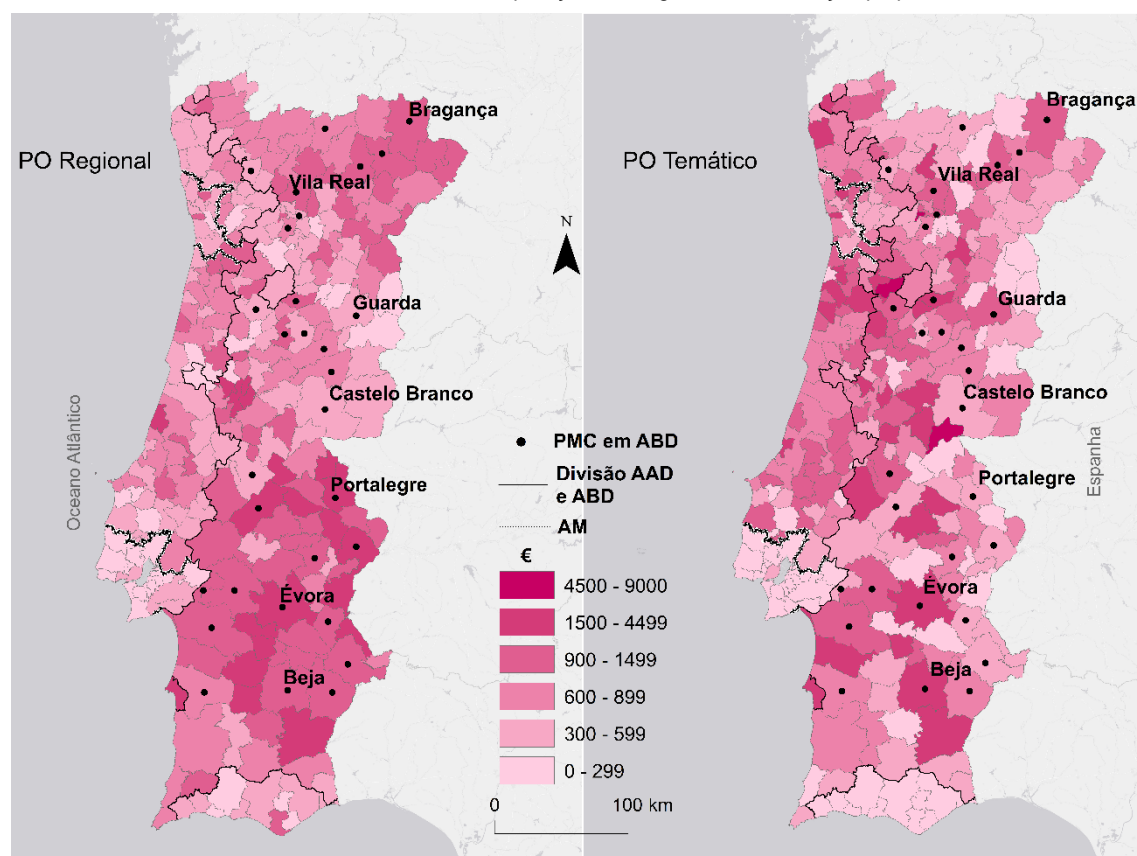 PO Regional
Bragança
Vila Real
Guarda
Castelo Branco
Portalegre
Évora
Beja
Oceano Atlântico
N
PMC em ABD
Divisão AAD
e ABD
AM
€
4500 - 9000
1500 - 4499
900 - 1499
600 - 899
300 - 599
0 - 299
0 100 km
PO Temático
Bragança
Vila Real
Guarda
Castelo Branco
Portalegre
Évora
Beja
Espanha